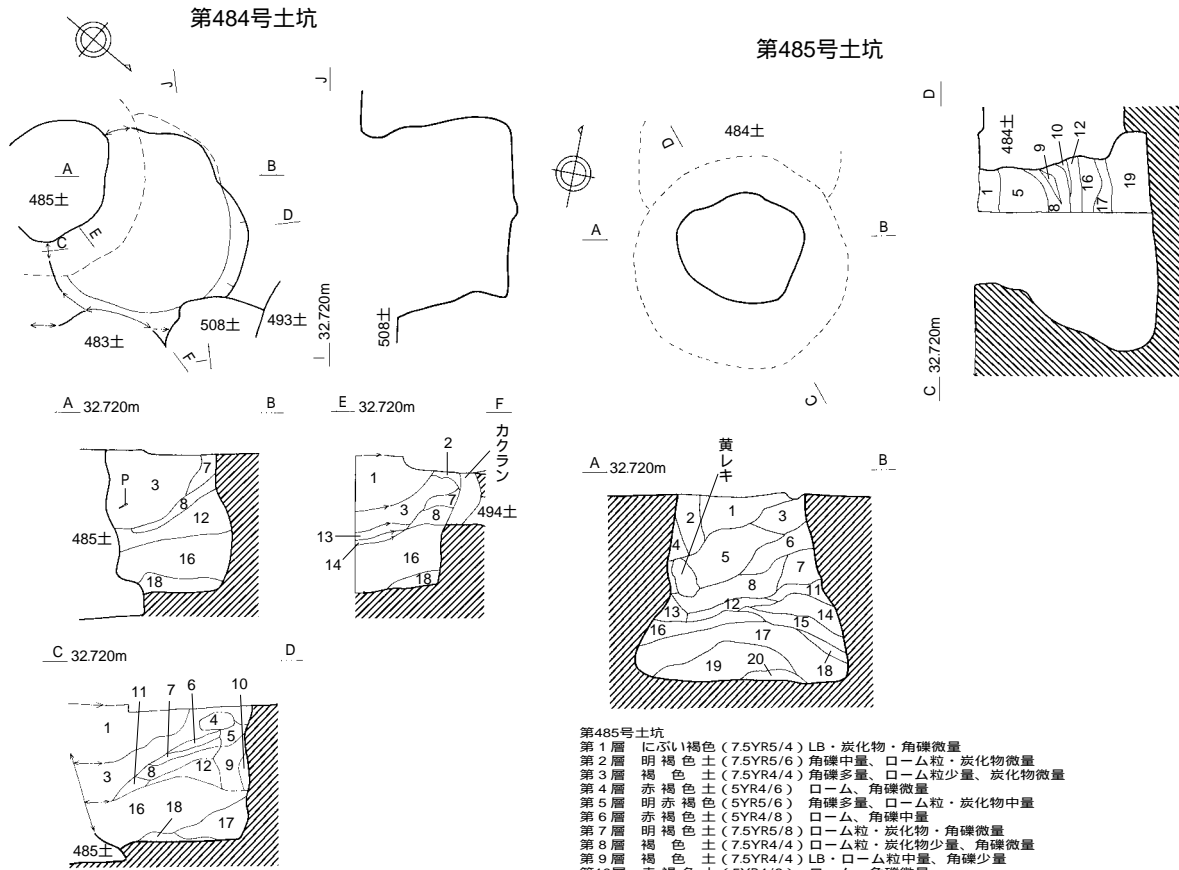 第484号土坑
J
485土
A
B
D
C
E
483土
508土
493土
F
J
I 32.720m
508土
第485号土坑
484土
D
A
B
C
D
484土
1
5
9
8
10
12
16
17
19
C 32.720m
A 32.720m B
P
3
7
8
12
16
18
485土
E 32.720m F
カクラン
1
2
3
7
8
13
14
16
18
494土
C 32.720m D
11
7
6
10
1
4
5
3
8
12
9
16
18
17
485土
黄レキ
A 32.720m B
1
2
3
4
5
6
7
8
11
12
13
14
15
16
17
18
19
20
第485号土坑
第1層 にぶい褐色(7.5YR5/4)LB・炭化物・角礫微量
第2層 明褐色土(7.5YR5/6)角礫中量、ローム粒・炭化物微量
第3層 褐色土(7.5YR4/4)角礫多量、ローム粒少量、炭化物微量
第4層 赤褐色土(5YR4/6)ローム、角礫微量
第5層 明赤褐色(5YR5/6)角礫多量、ローム粒・炭化物中量
第6層 赤褐色土(5YR4/8)ローム、角礫中量
第7層 明褐色土(7.5YR5/8)ローム粒・炭化物・角礫微量
第8層 褐色土(7.5YR4/4)ローム粒・炭化物少量、角礫微量
第9層 褐色土(7.5YR4/4)LB・ローム粒中量、角礫少量